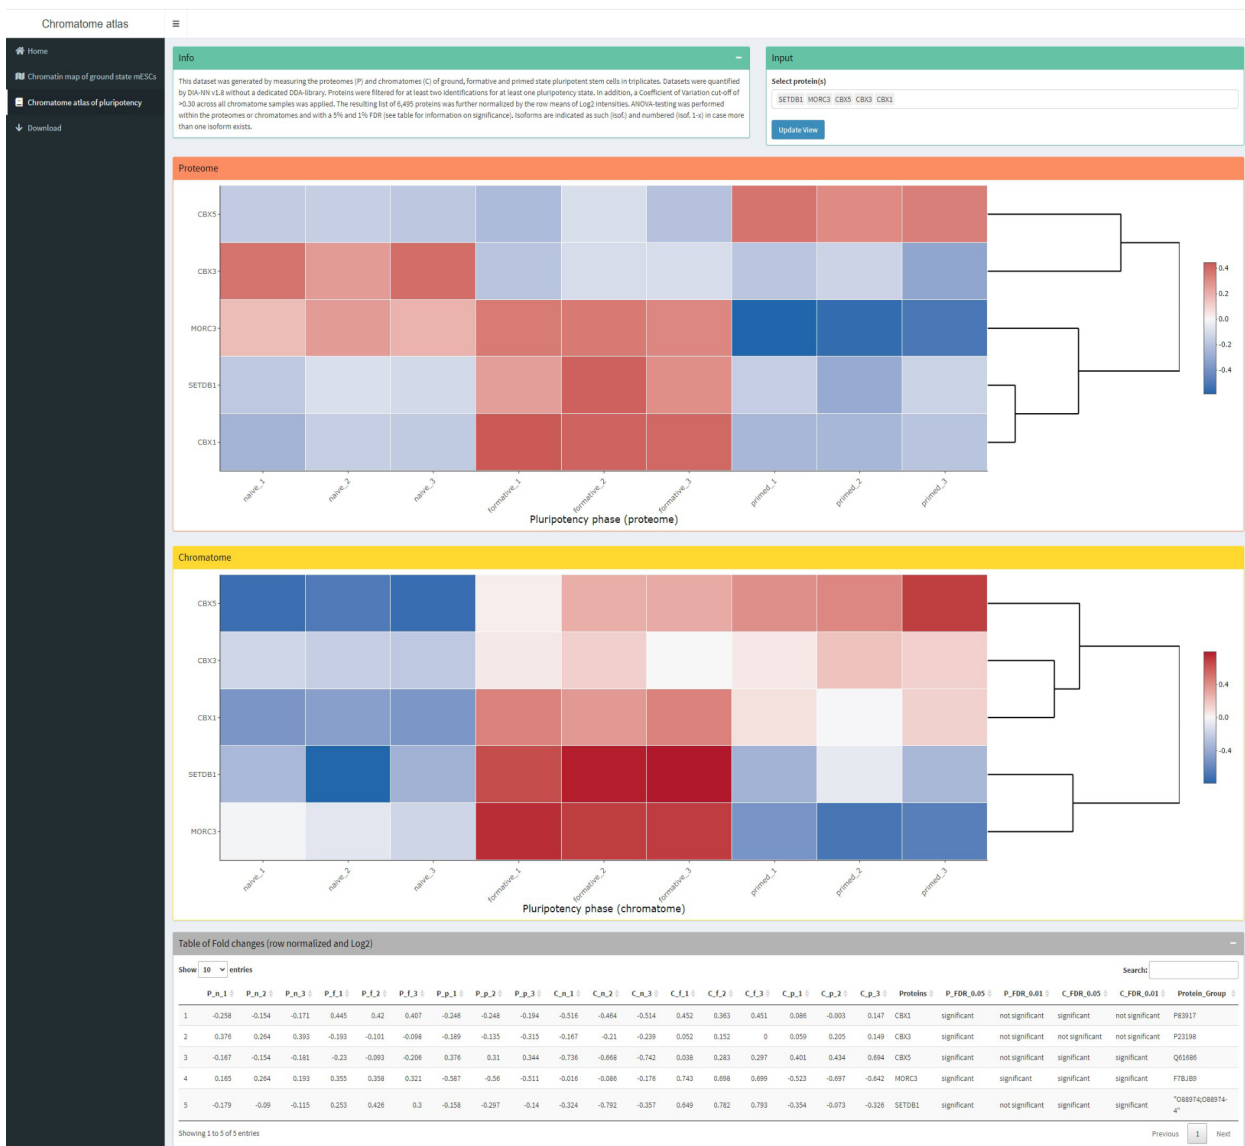 Chromatome atlas
Home
Chromatin map of ground state mESCs
Chromatome atlas of pluripotency
Download
Info
This dataset was generated by measuring the proteomes (P) and chromatomes (C) of ground, formative and primed state pluripotent stem cells in triplicates. Datasets were quantified
by DIA-NN v1.8 without a dedicated DDA-library. Proteins were filtered for at least two identifications for at least one pluripotency state. In addition, a Coefficient of Variation cut-off of
>0.30 across all chromatome samples was applied. The resulting list of 6,495 proteins was further normalized by the row means of Log2 intensities. ANOVA-testing was performed
within the proteomes or chromatomes and with a 5% and 1% FDR (see table for information on significance). Isoforms are indicated as such (isof.) and numbered (isof. 1-x) in case more
than one isoform exists.
Input
Select protein(s)
SETDB1 MORC3 CBX5 CBX3 CBX1
Update View
Proteome
CBX5
CBX3
MORC3
SETDB1
CBX1
0.4
0.2
0.0
-0.2
-0.4
naive_1 naive_2 naive_3 formative_1 formative_2 formative_3 primed_1 primed_2 primed_3
Pluripotency phase (proteome)
Chromatome
CBX5
CBX3
CBX1
SETDB1
MORC3
0.4
0.0
-0.4
naive_1 naive_2 naive_3 formative_1 formative_2 formative_3 primed_1 primed_2 primed_3
Pluripotency phase (chromatome)
Table of Fold changes (row normalized and Log2)
Show 10 entries
Search:
P_n_1 P_n_2 P_n_3 P_f_1 P_f_2 P_f_3 P_p_1 P_p_2 P_p_3 C_n_1 C_n_2 C_n_3 C_f_1 C_f_2 C_f_3 C_p_1 C_p_2 C_p_3 Proteins P_FDR_0.05 P_FDR_0.01 C_FDR_0.05 C_FDR_0.01 Protein_Group
1 -0.258 -0.154 -0.171 0.445 0.42 0.407 -0.246 -0.248 -0.194 -0.516 -0.464 -0.514 0.452 0.363 0.451 0.086 -0.003 0.147 CBX1 significant not significant significant not significant P83917
2 0.376 0.264 0.393 -0.193 -0.101 -0.098 -0.189 -0.135 -0.315 -0.167 -0.21 -0.239 0.052 0.152 0 0.059 0.205 0.149 CBX3 significant not significant not significant not significant P23198
3 -0.167 -0.154 -0.181 -0.23 -0.093 -0.206 0.376 0.31 0.344 -0.736 -0.668 -0.742 0.038 0.283 0.297 0.401 0.434 0.694 CBX5 significant not significant significant significant Q61686
4 0.165 0.264 0.193 0.355 0.358 0.321 -0.587 -0.56 -0.511 -0.016 -0.086 -0.176 0.743 0.698 0.699 -0.523 -0.697 -0.642 MORC3 significant significant significant significant F7BJB9
5 -0.179 -0.09 -0.115 0.253 0.426 0.3 -0.158 -0.297 -0.14 -0.324 -0.792 -0.357 0.649 0.782 0.793 -0.354 -0.073 -0.326 SETDB1 significant not significant significant significant "O88974;O88974-
4"
Showing 1 to 5 of 5 entries
Previous 1 Next